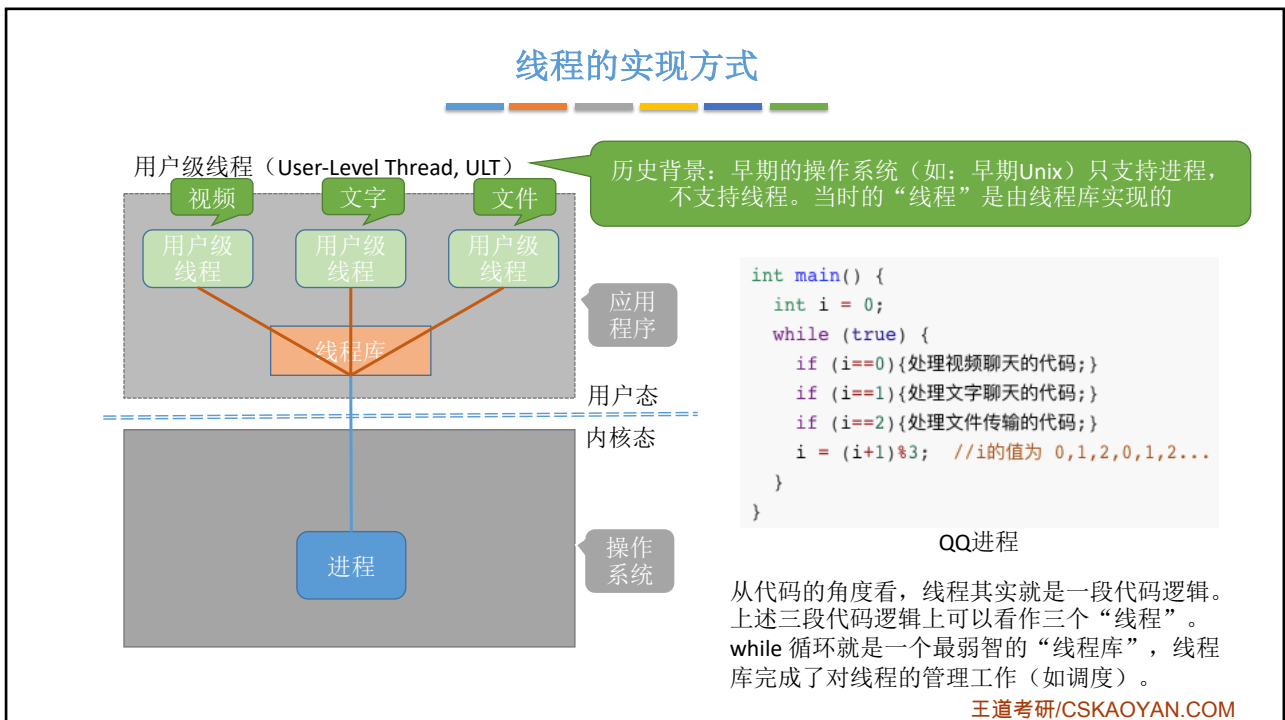 线程的实现方式
用户级线程（User-Level Thread, ULT）
历史背景：早期的操作系统（如：早期Unix）只支持进程，
不支持线程。当时的“线程”是由线程库实现的
视频
文字
文件
用户级
线程
用户级
线程
用户级
线程
应用
程序
线程库
用户态
内核态
进程
操作
系统
int main() {
  int i = 0;
  while (true) {
    if (i==0){处理视频聊天的代码;}
    if (i==1){处理文字聊天的代码;}
    if (i==2){处理文件传输的代码;}
    i = (i+1)%3;  //i的值为 0,1,2,0,1,2...
  }
}
QQ进程
从代码的角度看，线程其实就是一段代码逻辑。
上述三段代码逻辑上可以看作三个“线程”。
while 循环就是一个最弱智的“线程库”，线程
库完成了对线程的管理工作（如调度）。
王道考研/CSKAOYAN.COM